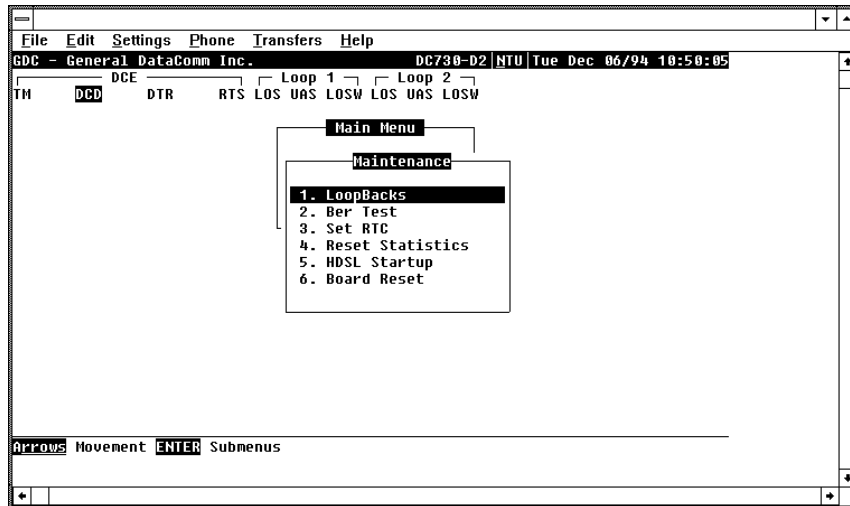 File Edit Settings Phone Transfers Help
GDC - General DataComm Inc. DC730-D2 NTU Tue Dec 06/94 10:50:05
DCE Loop 1 Loop 2
TM DCD DTR RTS LOS UAS LOSW LOS UAS LOSW
Main Menu
Maintenance
1. LoopBacks
2. Ber Test
3. Set RTC
4. Reset Statistics
5. HDSL Startup
6. Board Reset
Arrows Movement ENTER Submenus